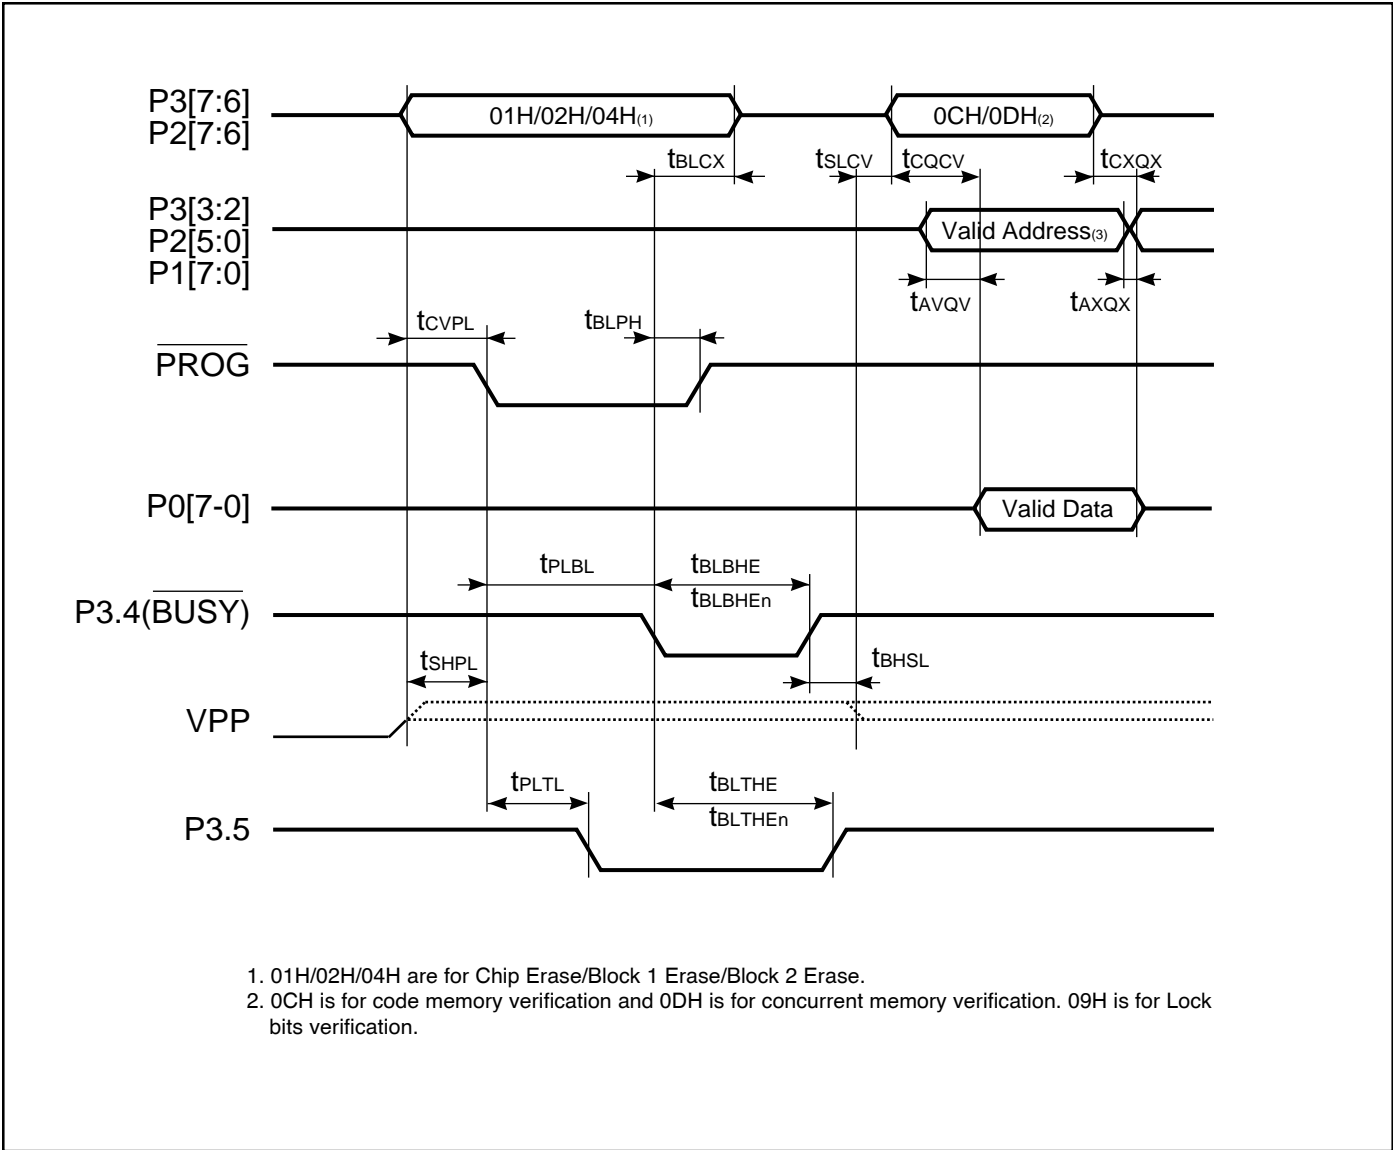 P3[7:6]
P2[7:6]
01H/02H/04H(1)
0CH/0DH(2)
tBLCX
tSLCV
tCQCV
tCXQX
P3[3:2]
P2[5:0]
P1[7:0]
Valid Address(3)
tAVQV
tAXQX
tCVPL
tBLPH
PROG
P0[7-0]
Valid Data
tPLBL
tBLBHE
tBLBHEn
P3.4(BUSY)
tSHPL
tBHSL
VPP
tPLTL
tBLTHE
tBLTHEn
P3.5
1. 01H/02H/04H are for Chip Erase/Block 1 Erase/Block 2 Erase.
2. 0CH is for code memory verification and 0DH is for concurrent memory verification. 09H is for Lock
bits verification.